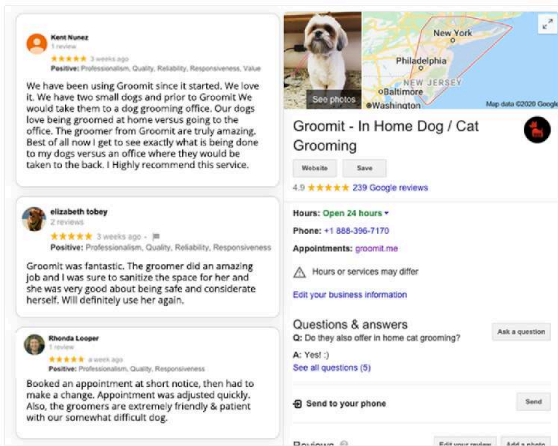 Kent Nunez
1 review
★★★★★ 3 weeks ago
Positive: Professionalism, Quality, Reliability, Responsiveness, Value
We have been using Groomit since it started. We love
it. We have two small dogs and prior to Groomit We
would take them to a dog grooming office. Our dogs
love being groomed at home versus going to the
office. The groomer from Groomit are truly amazing.
Best of all now I get to see exactly what is being done
to my dogs versus an office where they would be
taken to the back. I Highly recommend this service.
elizabeth tobey
2 reviews
★★★★★ 3 weeks ago -
Positive: Professionalism, Quality, Reliability, Responsiveness
Groomit was fantastic. The groomer did an amazing
job and I was sure to sanitize the space for her and
she was very good about being safe and considerate
herself. Will definitely use her again.
Rhonda Looper
1 review
★★★★★ a week ago
Positive: Professionalism, Quality, Responsiveness
Booked an appointment at short notice, then had to
make a change. Appointment was adjusted quickly.
Also, the groomers are extremely friendly & patient
with our somewhat difficult dog.
See photos
New York
Philadelphia
NEW JERSEY
Baltimore
Washington
Map data ©2020 Google
Groomit - In Home Dog / Cat
Grooming
Website
Save
4.9 ★★★★★ 239 Google reviews
Hours: Open 24 hours
Phone: +1 888-396-7170
Appointments: groomit.me
Hours or services may differ
Edit your business information
Questions & answers
Q: Do they also offer in home cat grooming?
Ask a question
A: Yes! :)
See all questions (5)
Send to your phone
Send
Reviews
Edit your review
Add a photo